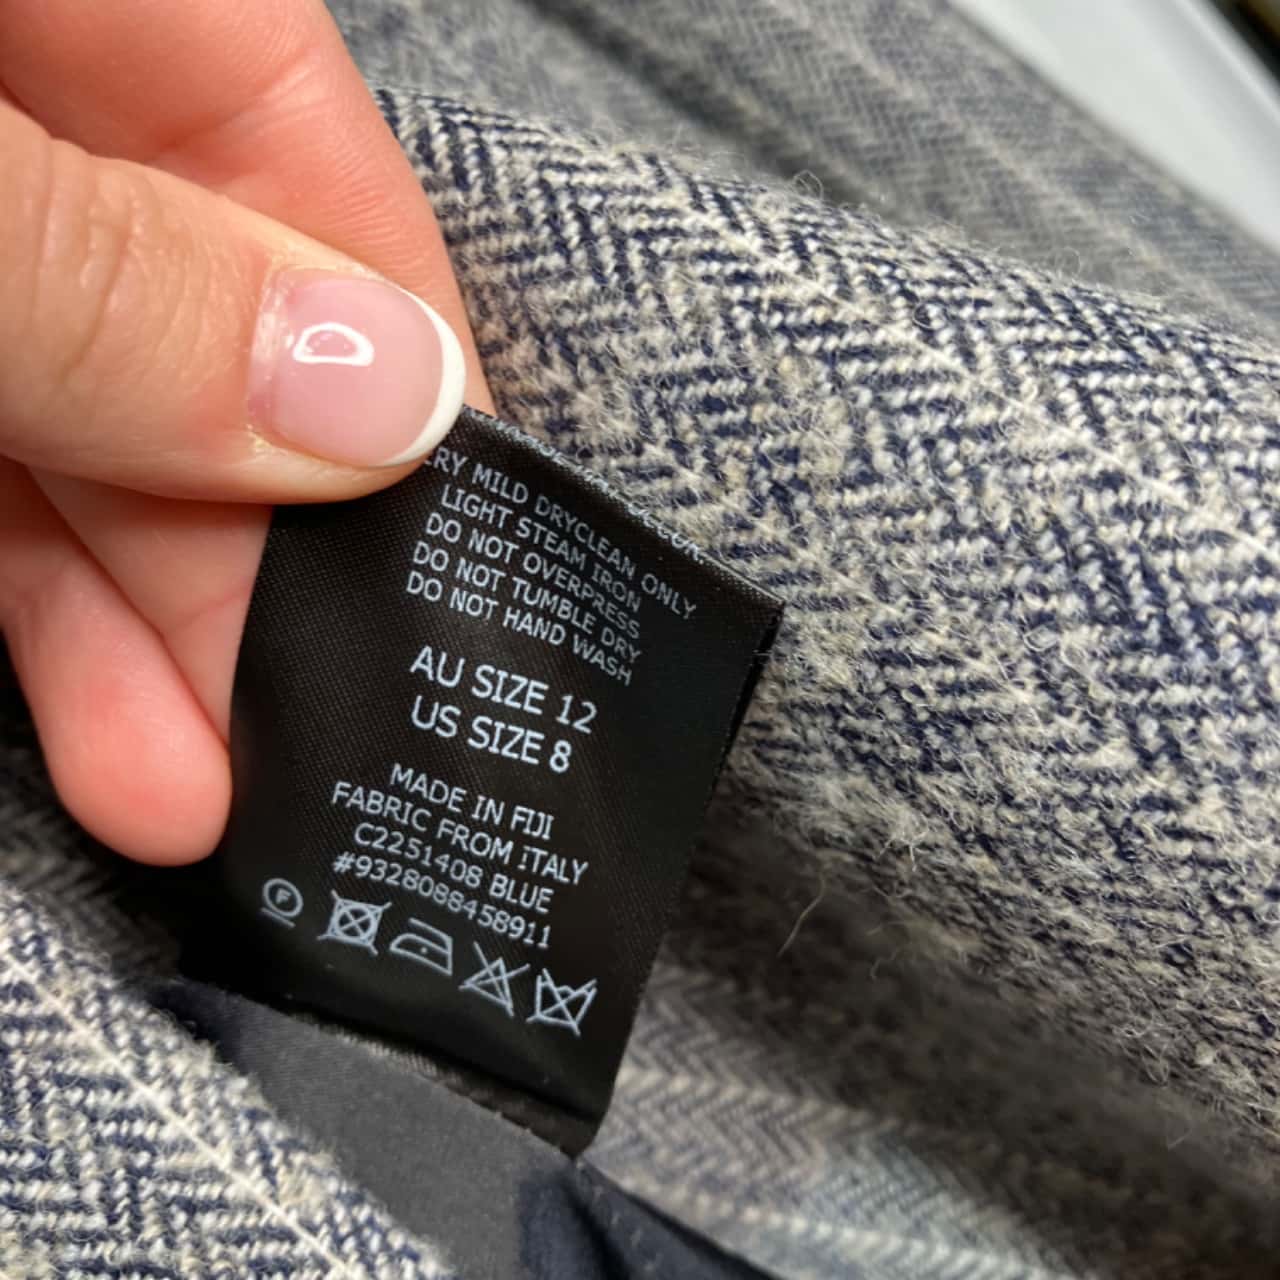 MILD DRYCLEAN ONLY
LIGHT STEAM IRON
DO NOT OVERPRESS
DO NOT TUMBLE DRY
DO NOT HAND WASH
AU SIZE 12
US SIZE 8
MADE IN FIJI
FABRIC FROM ITALY
C2251408 BLUE
#9328088458911
F